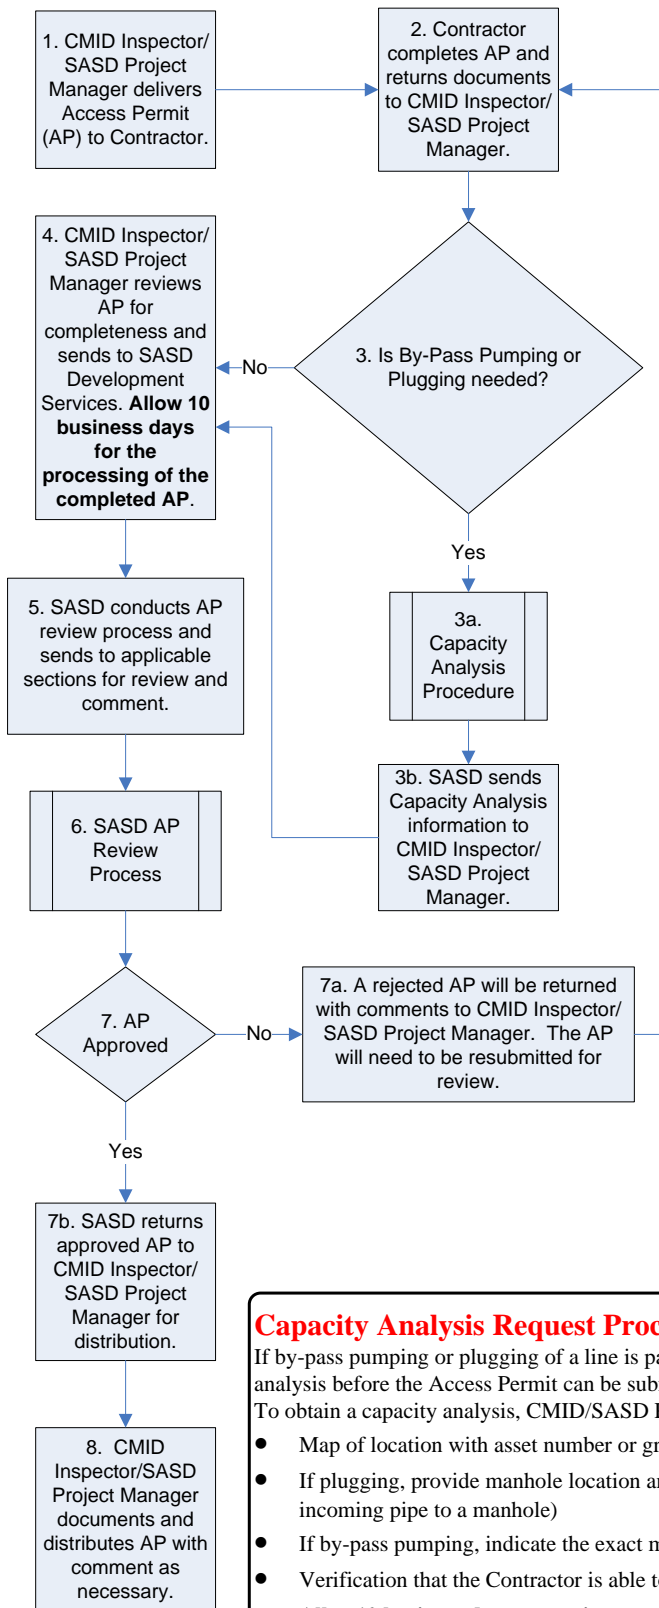 1. CMID Inspector/
SASD Project
Manager delivers
Access Permit
(AP) to Contractor.
2. Contractor
completes AP and
returns documents
to CMID Inspector/
SASD Project
Manager.
3. Is By-Pass Pumping or
Plugging needed?
No
Yes
3a.
Capacity
Analysis
Procedure
3b. SASD sends
Capacity Analysis
information to
CMID Inspector/
SASD Project
Manager.
4. CMID Inspector/
SASD Project
Manager reviews
AP for
completeness and
sends to SASD
Development
Services. Allow 10
business days
for the
processing of the
completed AP.
5. SASD conducts AP
review process and
sends to applicable
sections for review and
comment.
6. SASD AP
Review
Process
7. AP
Approved
No
7a. A rejected AP will be returned
with comments to CMID Inspector/
SASD Project Manager. The AP
will need to be resubmitted for
review.
Yes
7b. SASD returns
approved AP to
CMID Inspector/
SASD Project
Manager for
distribution.
8. CMID
Inspector/SASD
Project Manager
documents and
distributes AP with
comment as
necessary.
Capacity Analysis Request Proc
If by-pass pumping or plugging of a line is pa
analysis before the Access Permit can be sub
To obtain a capacity analysis, CMID/SASD
• Map of location with asset number or gr
• If plugging, provide manhole location an
incoming pipe to a manhole)
• If by-pass pumping, indicate the exact m
• Verification that the Contractor is able to